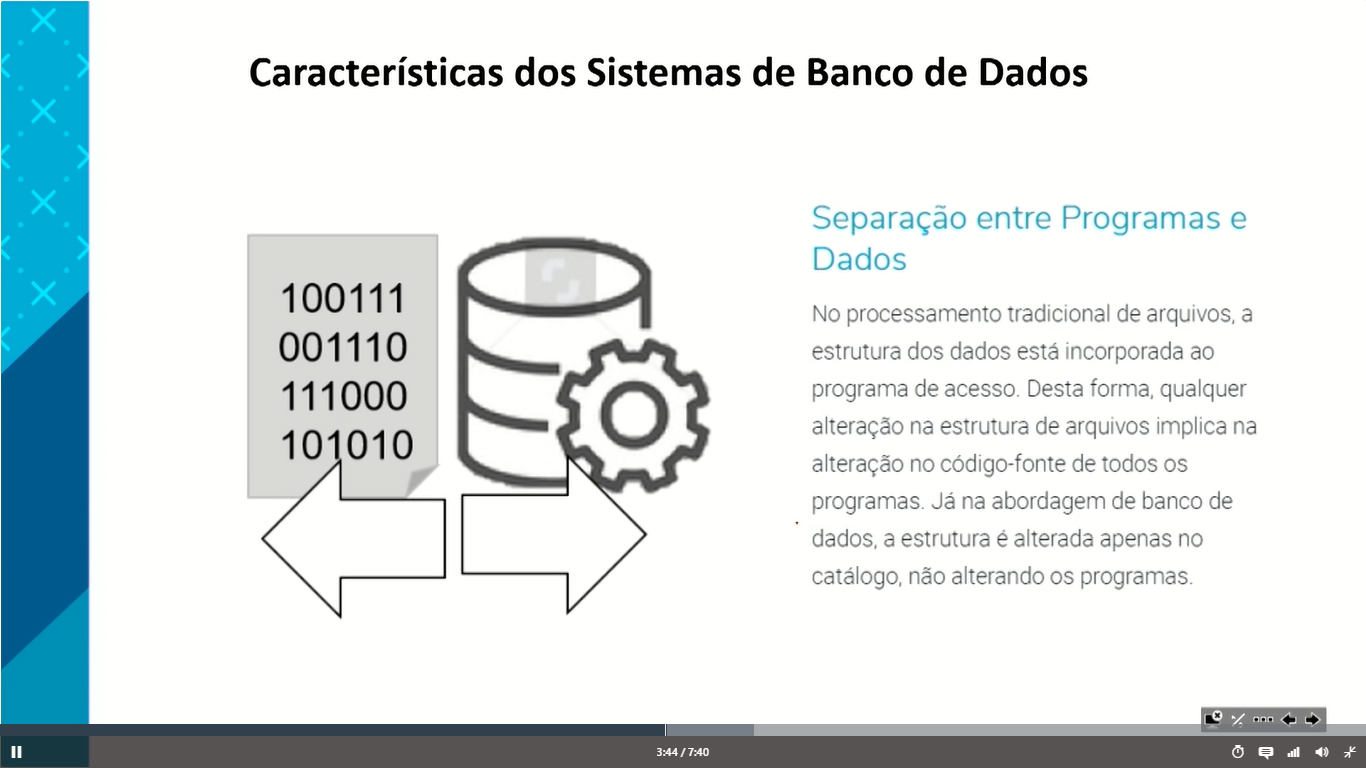 Características dos Sistemas de Banco de Dados
100111
001110
111000
101010
Separação entre Programas e
Dados
No processamento tradicional de arquivos, a
estrutura dos dados está incorporada ao
programa de acesso. Desta forma, qualquer
alteração na estrutura de arquivos implica na
alteração no código-fonte de todos os
programas. Já na abordagem de banco de
dados, a estrutura é alterada apenas no
catálogo, não alterando os programas.
3:44 / 7:40